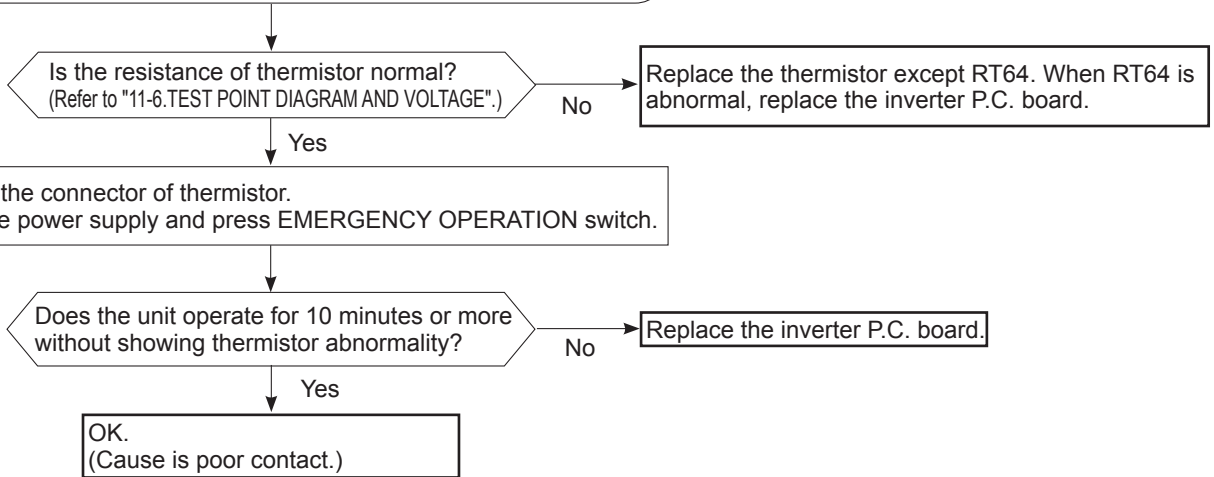 Is the resistance of thermistor normal?
(Refer to "11-6.TEST POINT DIAGRAM AND VOLTAGE".)
No
Replace the thermistor except RT64. When RT64 is
abnormal, replace the inverter P.C. board.
Yes
the connector of thermistor.
power supply and press EMERGENCY OPERATION switch.
Does the unit operate for 10 minutes or more
without showing thermistor abnormality?
No
Replace the inverter P.C. board.
Yes
OK.
(Cause is poor contact.)